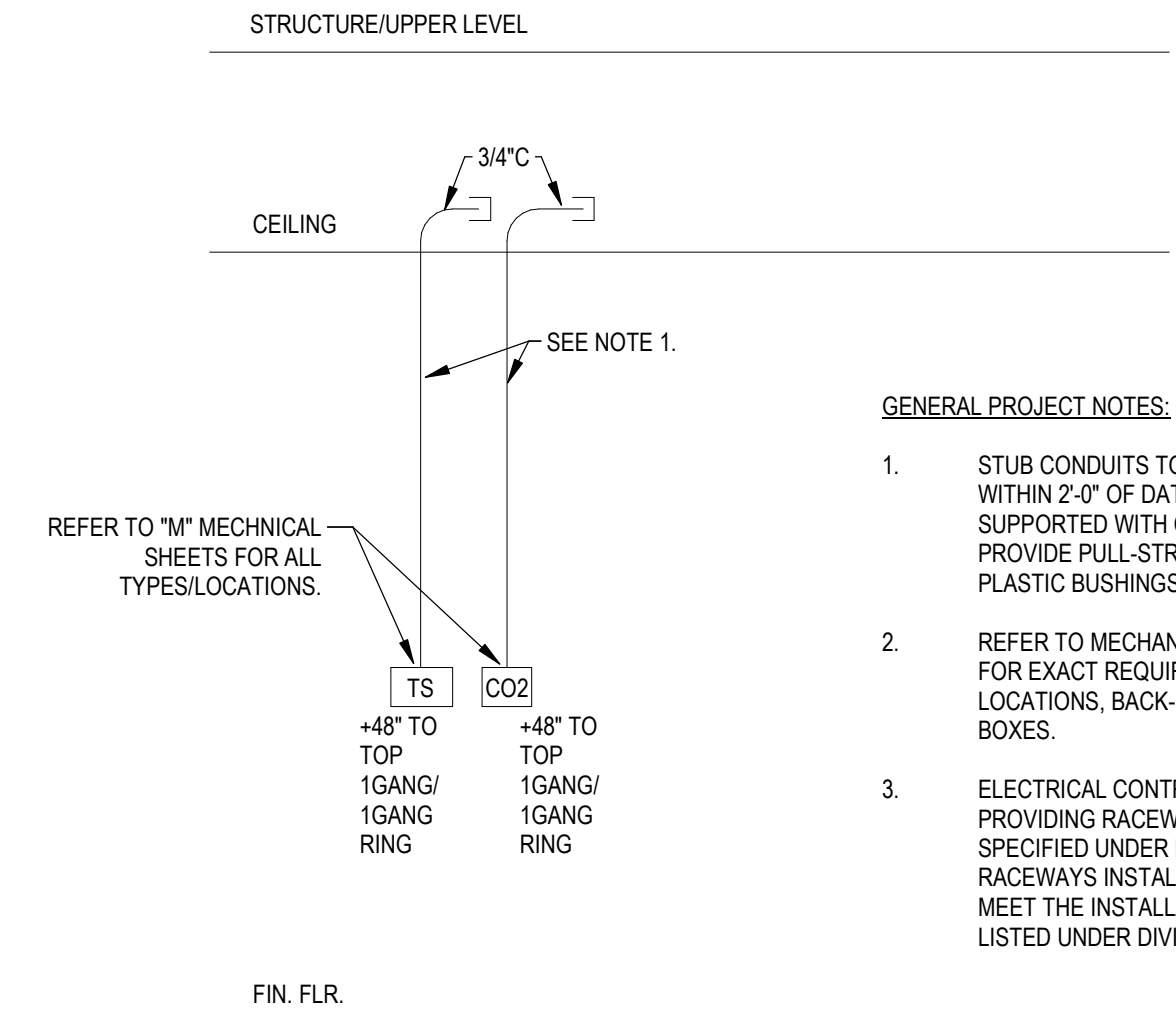 STRUCTURE/UPPER LEVEL
3/4"C
CEILING
SEE NOTE 1.
REFER TO "M" MECHNICAL
SHEETS FOR ALL
TYPES/LOCATIONS.
TS
CO2
+48" TO
TOP
1GANG/
1GANG
RING
+48" TO
TOP
1GANG/
1GANG
RING
FIN. FLR.
GENERAL PROJECT NOTES:
1. STUB CONDUITS TO
WITHIN 2'-0" OF DAT
SUPPORTED WITH
PROVIDE PULL-STR
PLASTIC BUSHINGS
2. REFER TO MECHAN
FOR EXACT REQUIR
LOCATIONS, BACK-
BOXES.
3. ELECTRICAL CONTR
PROVIDING RACEW
SPECIFIED UNDER
RACEWAYS INSTAL
MEET THE INSTALL
LISTED UNDER DIVI